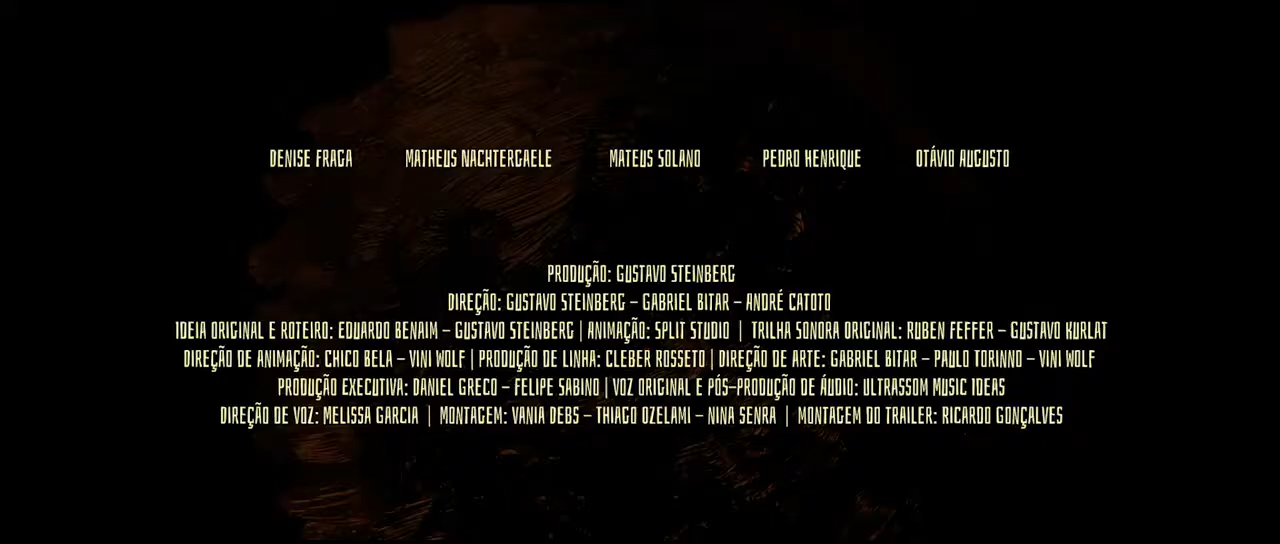 DENISE FRAGA MATHEUS NACHTERGAELE MATEUS SOLANO PEDRO HENRIQUE OTÁVIO AUGUSTO
PRODUÇÃO: GUSTAVO STEINBERG
DIREÇÃO: GUSTAVO STEINBERG – GABRIEL BITAR – ANDRÉ CATOTO
IDEIA ORIGINAL E ROTEIRO: EDUARDO BENAIM – GUSTAVO STEINBERG | ANIMAÇÃO: SPLIT STUDIO | TRILHA SONORA ORIGINAL: RUBEN FEFFER – GUSTAVO KURLAT
DIREÇÃO DE ANIMAÇÃO: CHICO BELA – VINI WOLF | PRODUÇÃO DE LINHA: CLEBER ROSSETO | DIREÇÃO DE ARTE: GABRIEL BITAR – PAULO TORINNO – VINI WOLF
PRODUÇÃO EXECUTIVA: DANIEL GRECO – FELIPE SABINO | VOZ ORIGINAL E PÓS-PRODUÇÃO DE ÁUDIO: ULTRASSOM MUSIC IDEAS
DIREÇÃO DE VOZ: MELISSA GARCIA | MONTAGEM: VANIA DEBS – THIAGO OZELAMI – NINA SENRA | MONTAGEM DO TRAILER: RICARDO GONÇALVES